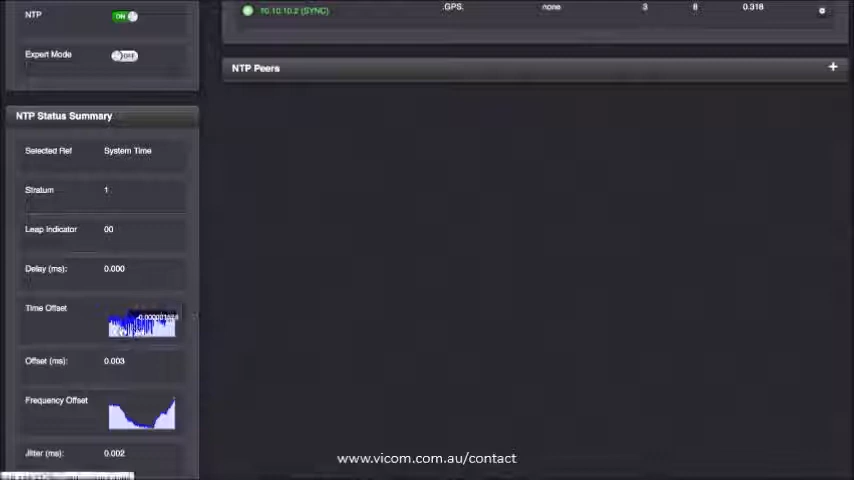 NTP ON
10.10.10.2 (SYNC) .GPS. none 3 8 0.318
Expert Mode OFF
NTP Peers +
NTP Status Summary
Selected Ref System Time
Stratum 1
Leap Indicator 00
Delay (ms): 0.000
Time Offset
Offset (ms): 0.003
Frequency Offset
Jitter (ms): 0.002
www.vicom.com.au/contact